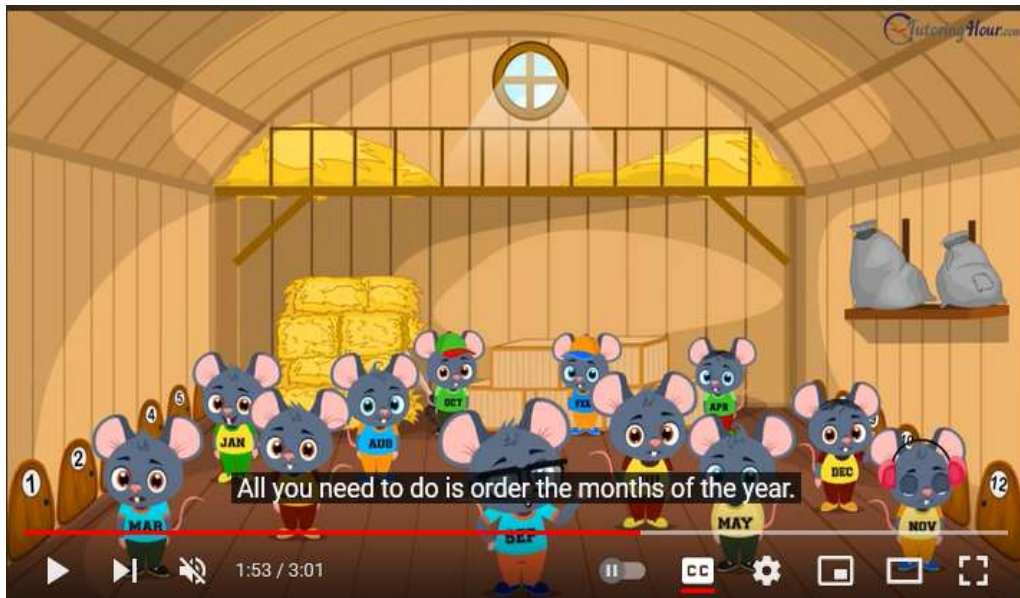 TutoringHour.com
4
5
2
1
10
12
OCT
APR
JAN
AUG
DEC
MAR
SEP
MAY
NOV
All you need to do is order the months of the year.
1:53 / 3:01
CC